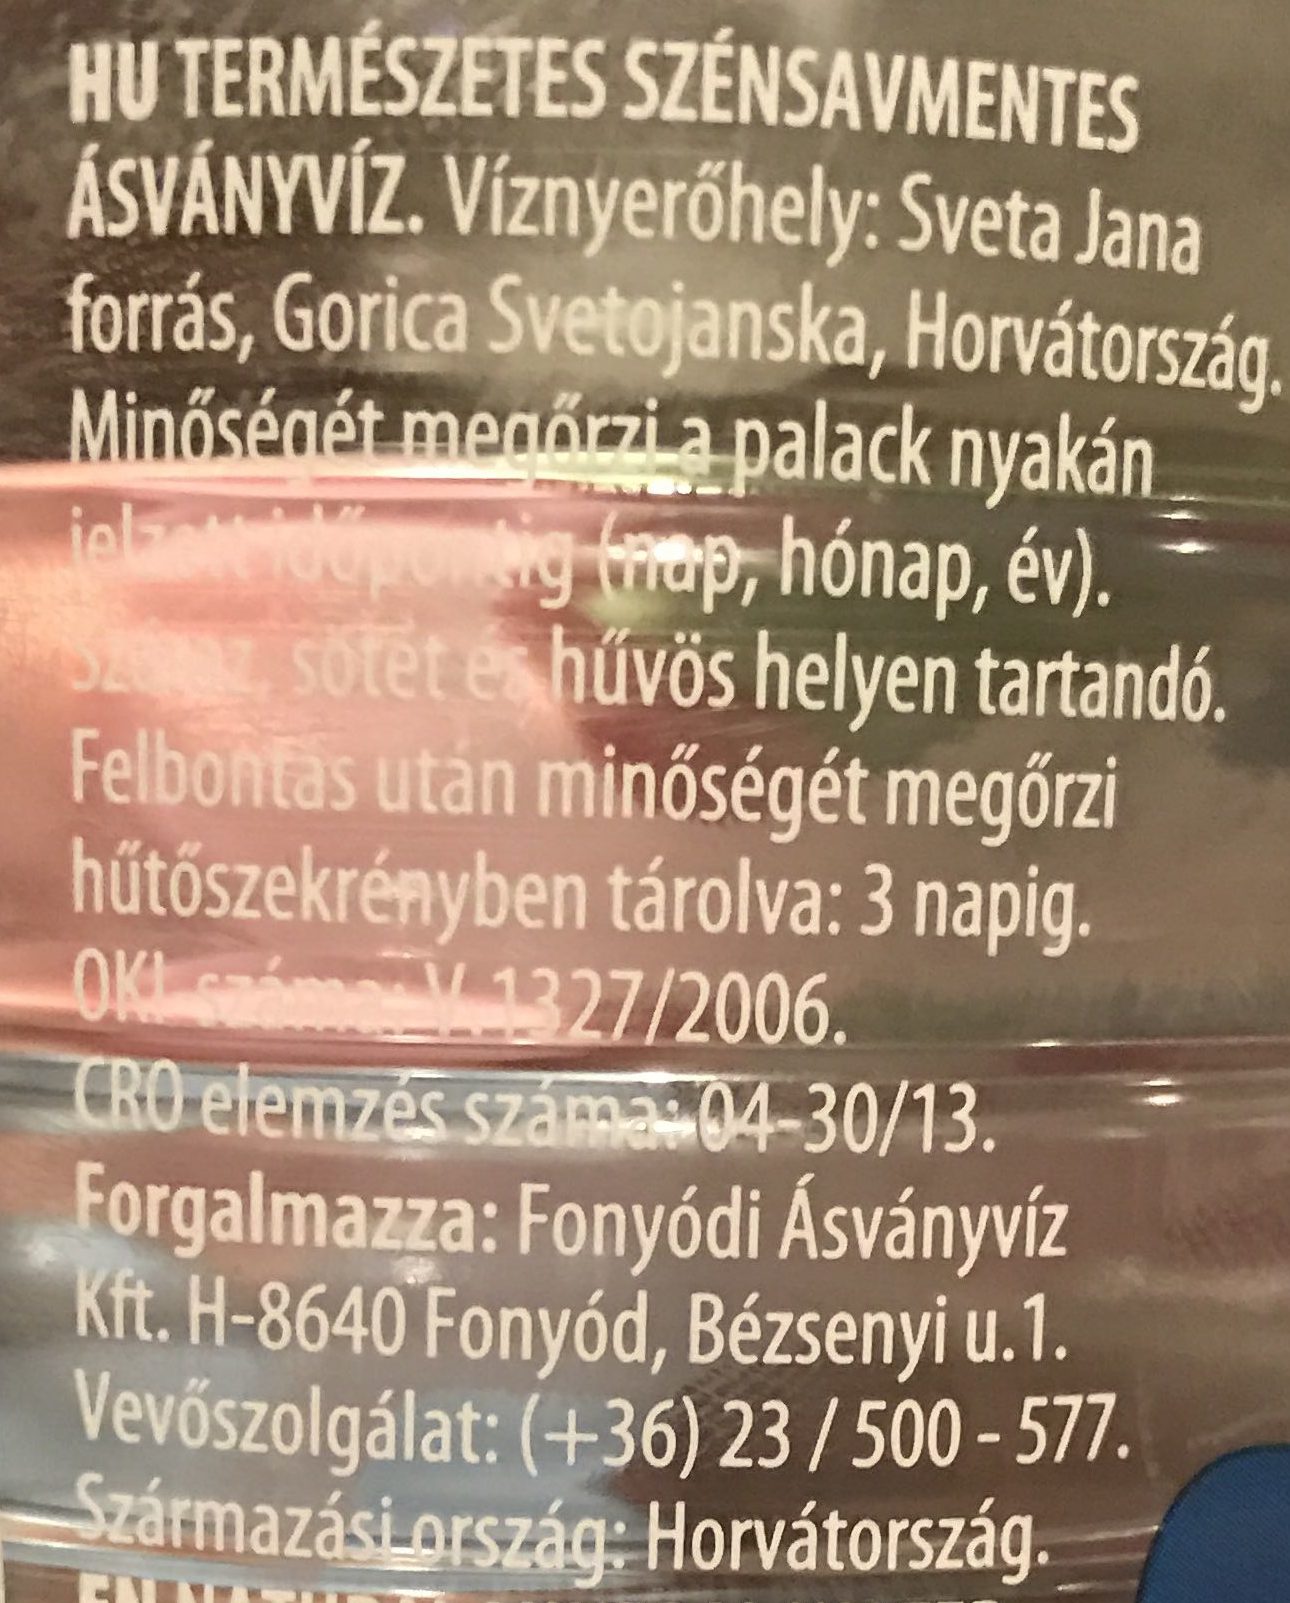 HU TERMÉSZETES SZÉNSAVMENTES
ÁSVÁNYVÍZ. Víznyerőhely: Sveta Jana
forrás, Gorica Svetojanska, Horvátország.
Minőségét megőrzi a palack nyakán
jelzett időpontig (nap, hónap, év).
Száraz, sötét és hűvös helyen tartandó.
Felbontás után minőségét megőrzi
hűtőszekrényben tárolva: 3 napig.
OKI száma: V.1327/2006.
CRO elemzés száma: 04-30/13.
Forgalmazza: Fonyódi Ásványvíz
Kft. H-8640 Fonyód, Bézsenyi u.1.
Vevőszolgálat: (+36) 23 / 500 - 577.
Származási ország: Horvátország.